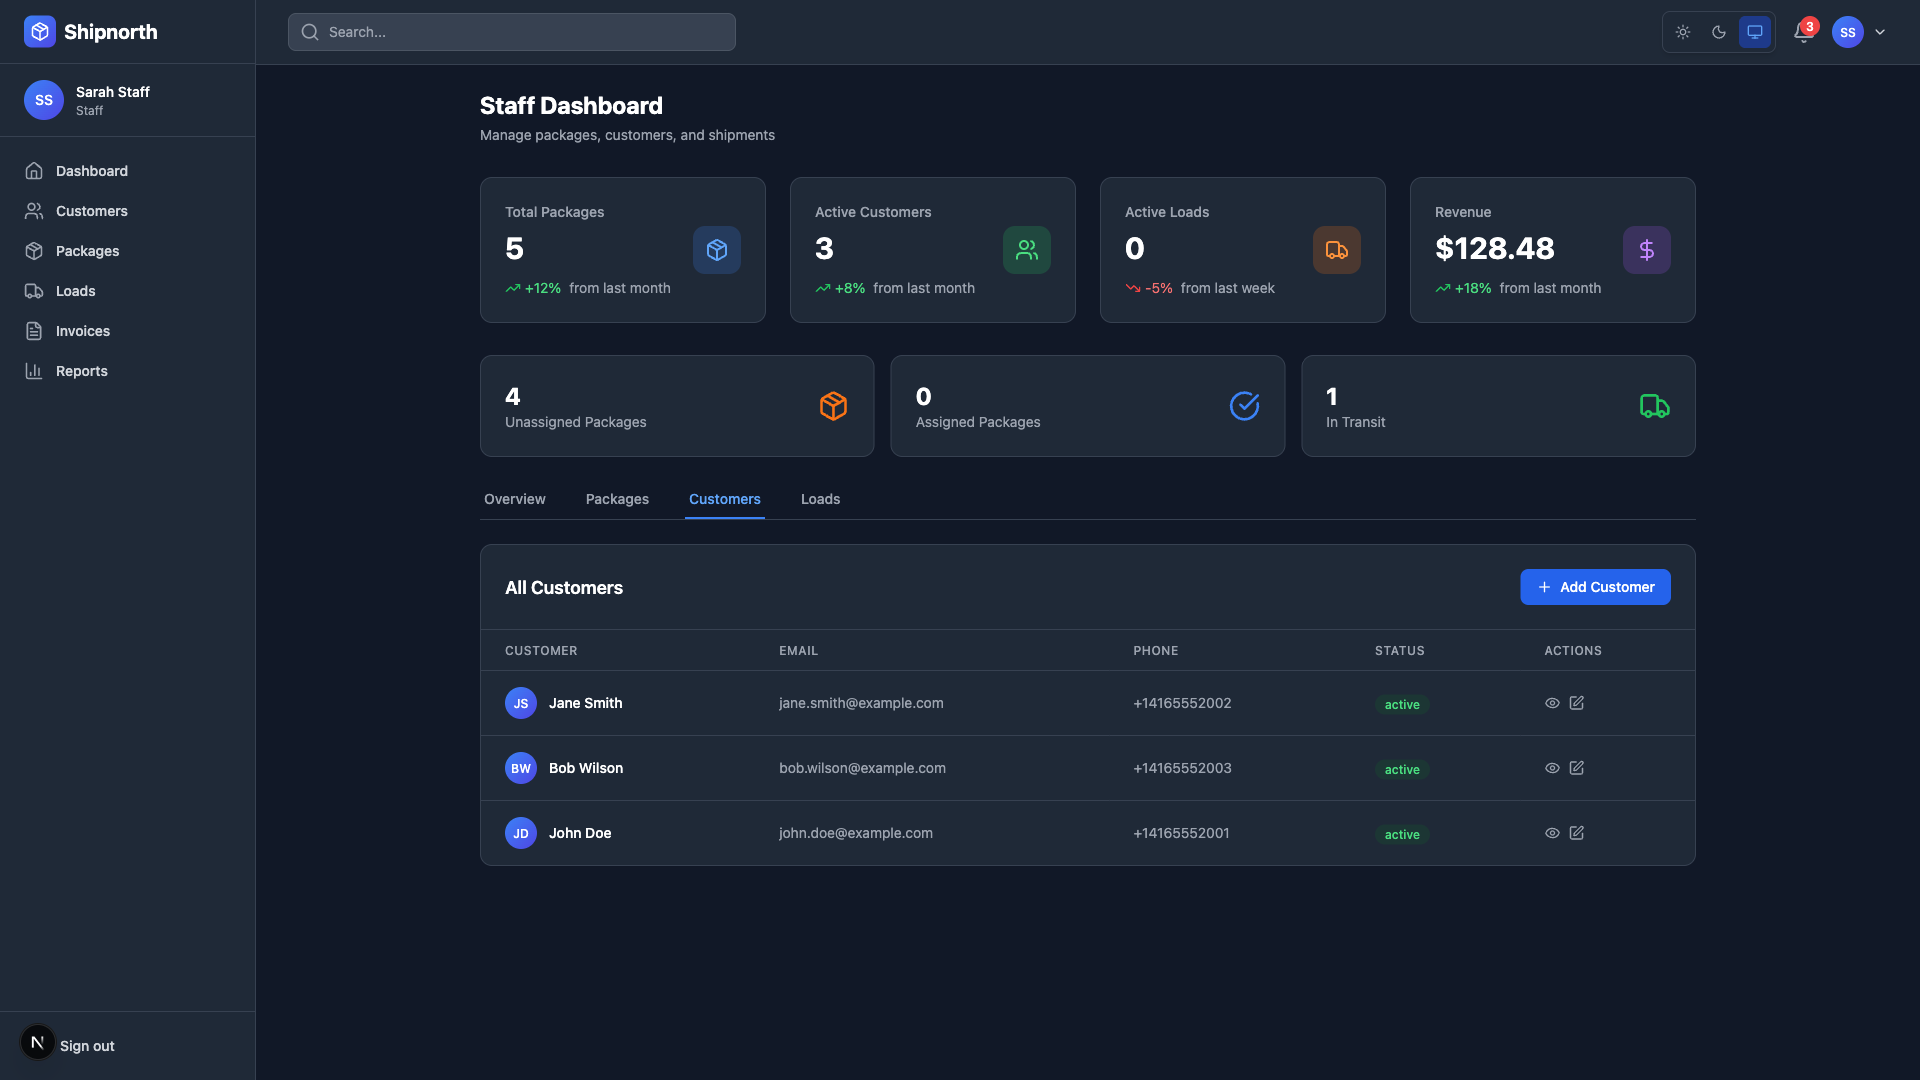 Shipnorth
Search...
3
SS
SS
Sarah Staff
Staff
Dashboard
Customers
Packages
Loads
Invoices
Reports
N
Sign out
Staff Dashboard
Manage packages, customers, and shipments
Total Packages
5
+12% from last month
Active Customers
3
+8% from last month
Active Loads
0
-5% from last week
Revenue
$128.48
+18% from last month
4
Unassigned Packages
0
Assigned Packages
1
In Transit
Overview Packages Customers Loads
All Customers
Add Customer
CUSTOMER EMAIL PHONE STATUS ACTIONS
JS Jane Smith jane.smith@example.com +14165552002 active
BW Bob Wilson bob.wilson@example.com +14165552003 active
JD John Doe john.doe@example.com +14165552001 active